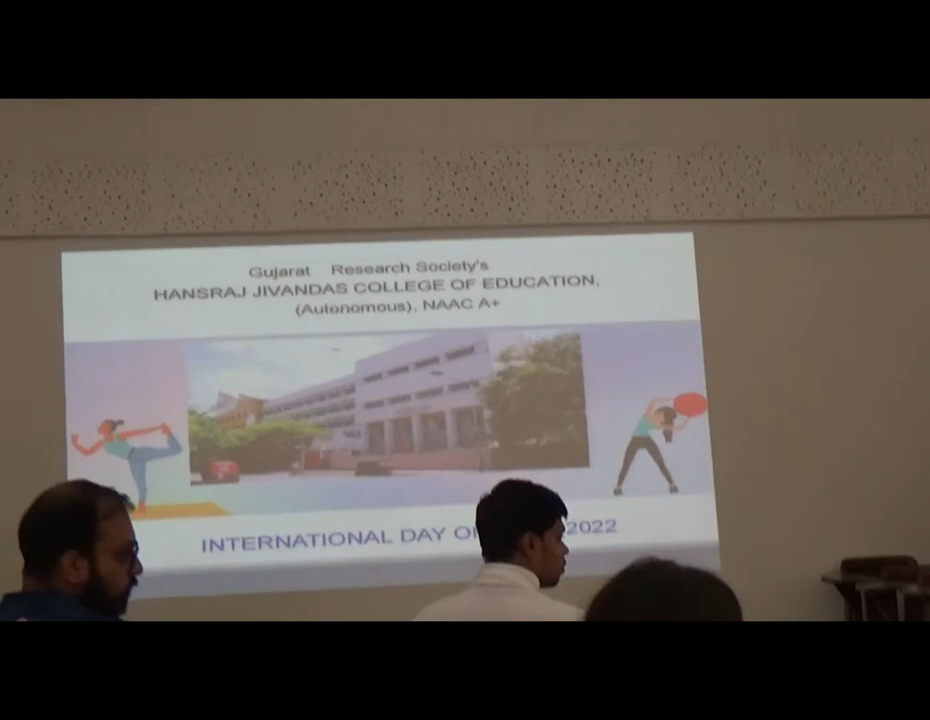 Gujarat Research Society's
HANSRAJ JIVANDAS COLLEGE OF EDUCATION,
(Autonomous), NAAC A+
INTERNATIONAL DAY 2022